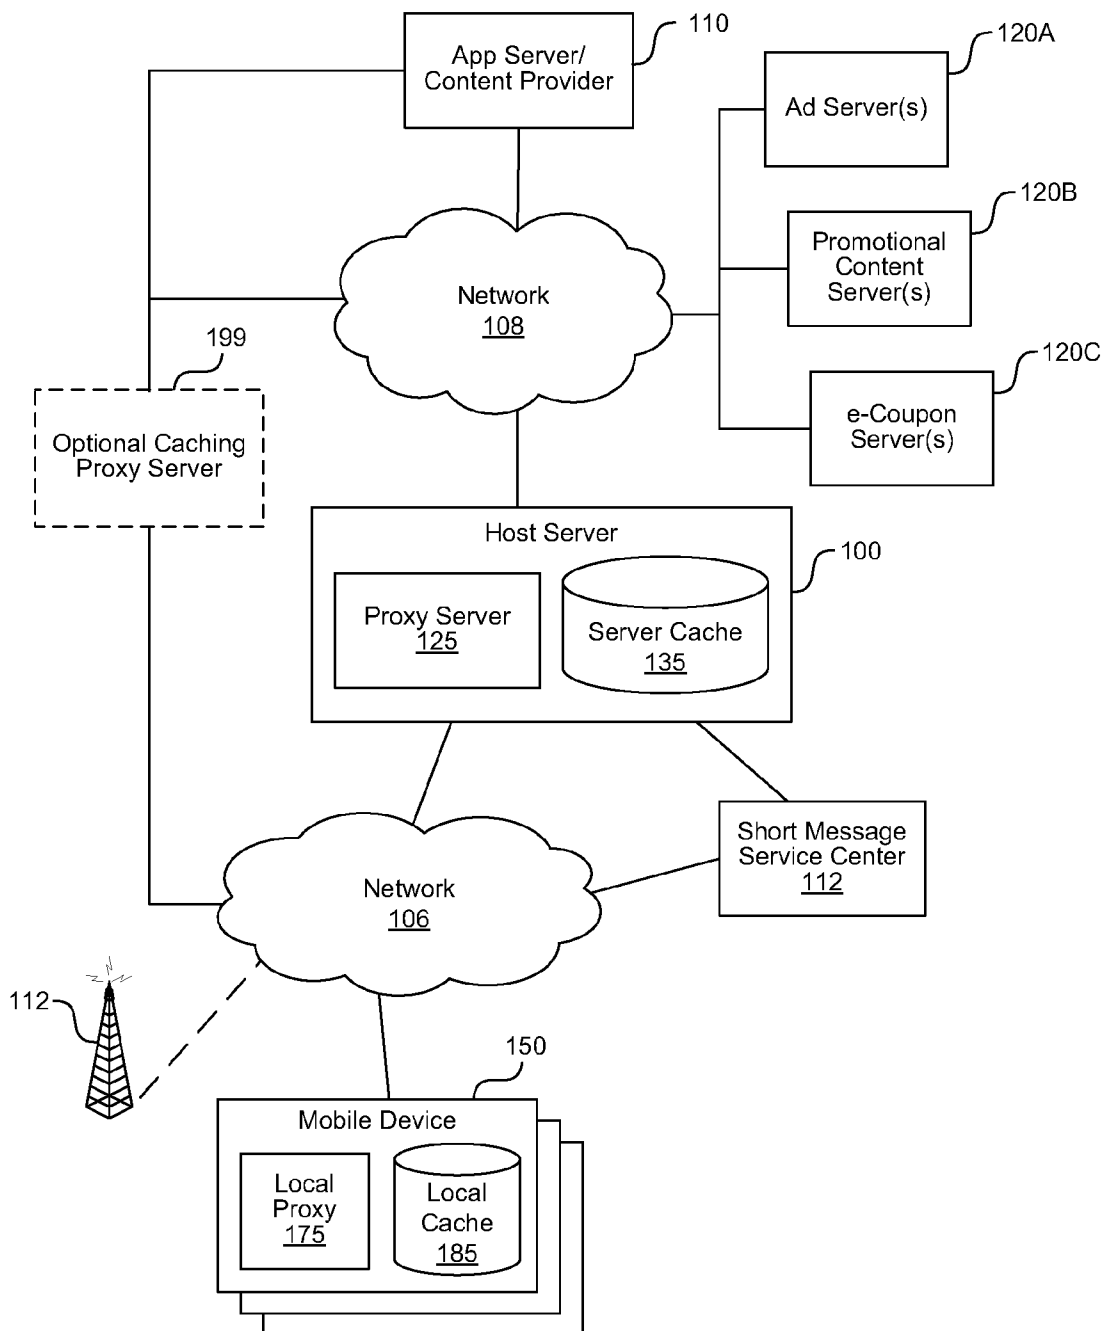 110
App Server/
Content Provider
120A
Ad Server(s)
120B
Promotional
Content
Server(s)
Network
108
199
120C
Optional Caching
Proxy Server
e-Coupon
Server(s)
Host Server
100
Proxy Server
125
Server Cache
135
Short Message
Service Center
112
Network
106
112
150
Mobile Device
Local
Proxy
175
Local
Cache
185